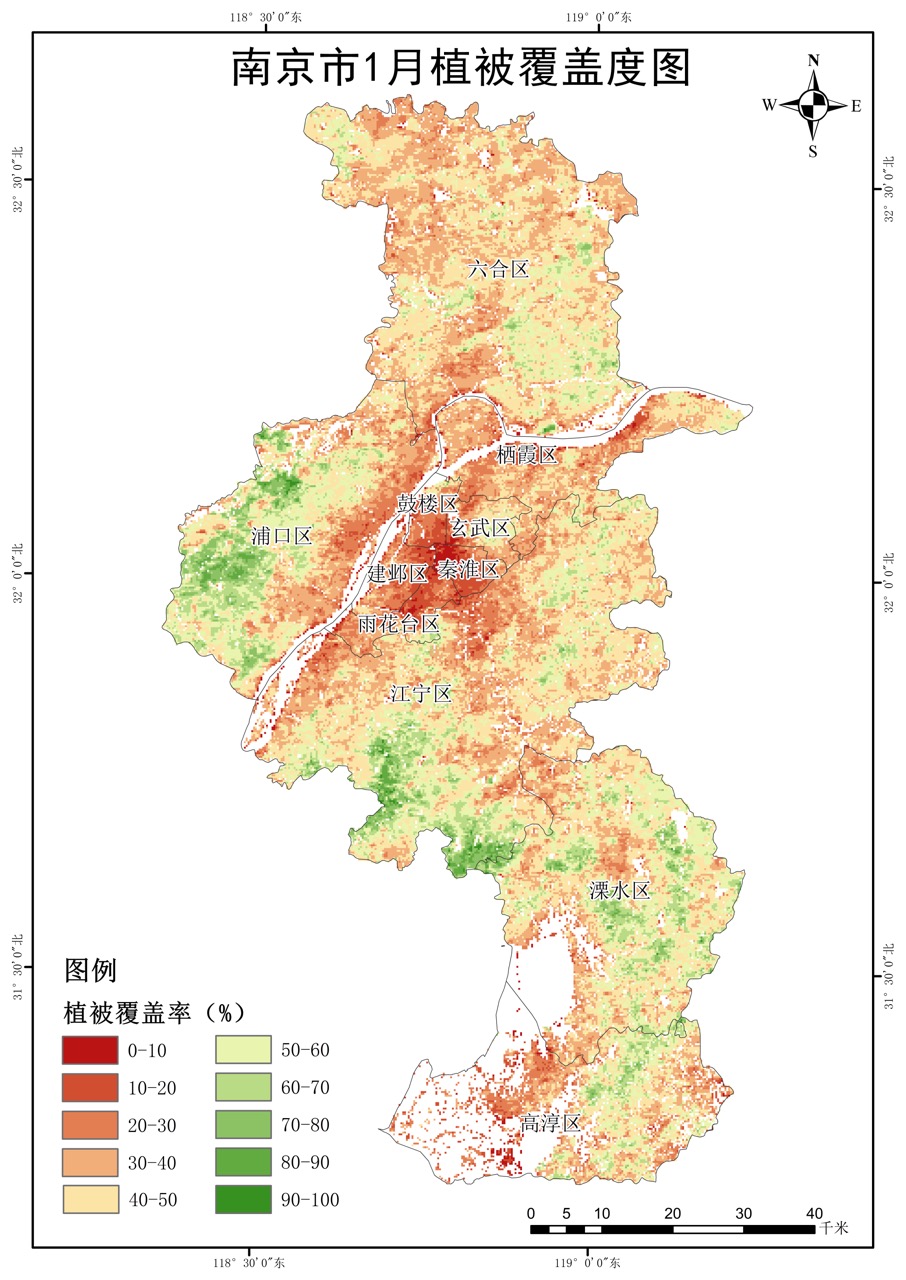 118° 30′0″东
119° 0′0″东
南京市1月植被覆盖度图
N
W
E
S
32° 30′0″北
32° 30′0″北
六合区
栖霞区
鼓楼区
玄武区
浦口区
建邺区
秦淮区
32° 0′0″北
32° 0′0″北
雨花台区
江宁区
溧水区
31° 30′0″北
31° 30′0″北
高淳区
图例
植被覆盖率（%）
0-10
10-20
20-30
30-40
40-50
50-60
60-70
70-80
80-90
90-100
0 5 10 20 30 40
千米
118° 30′0″东
119° 0′0″东